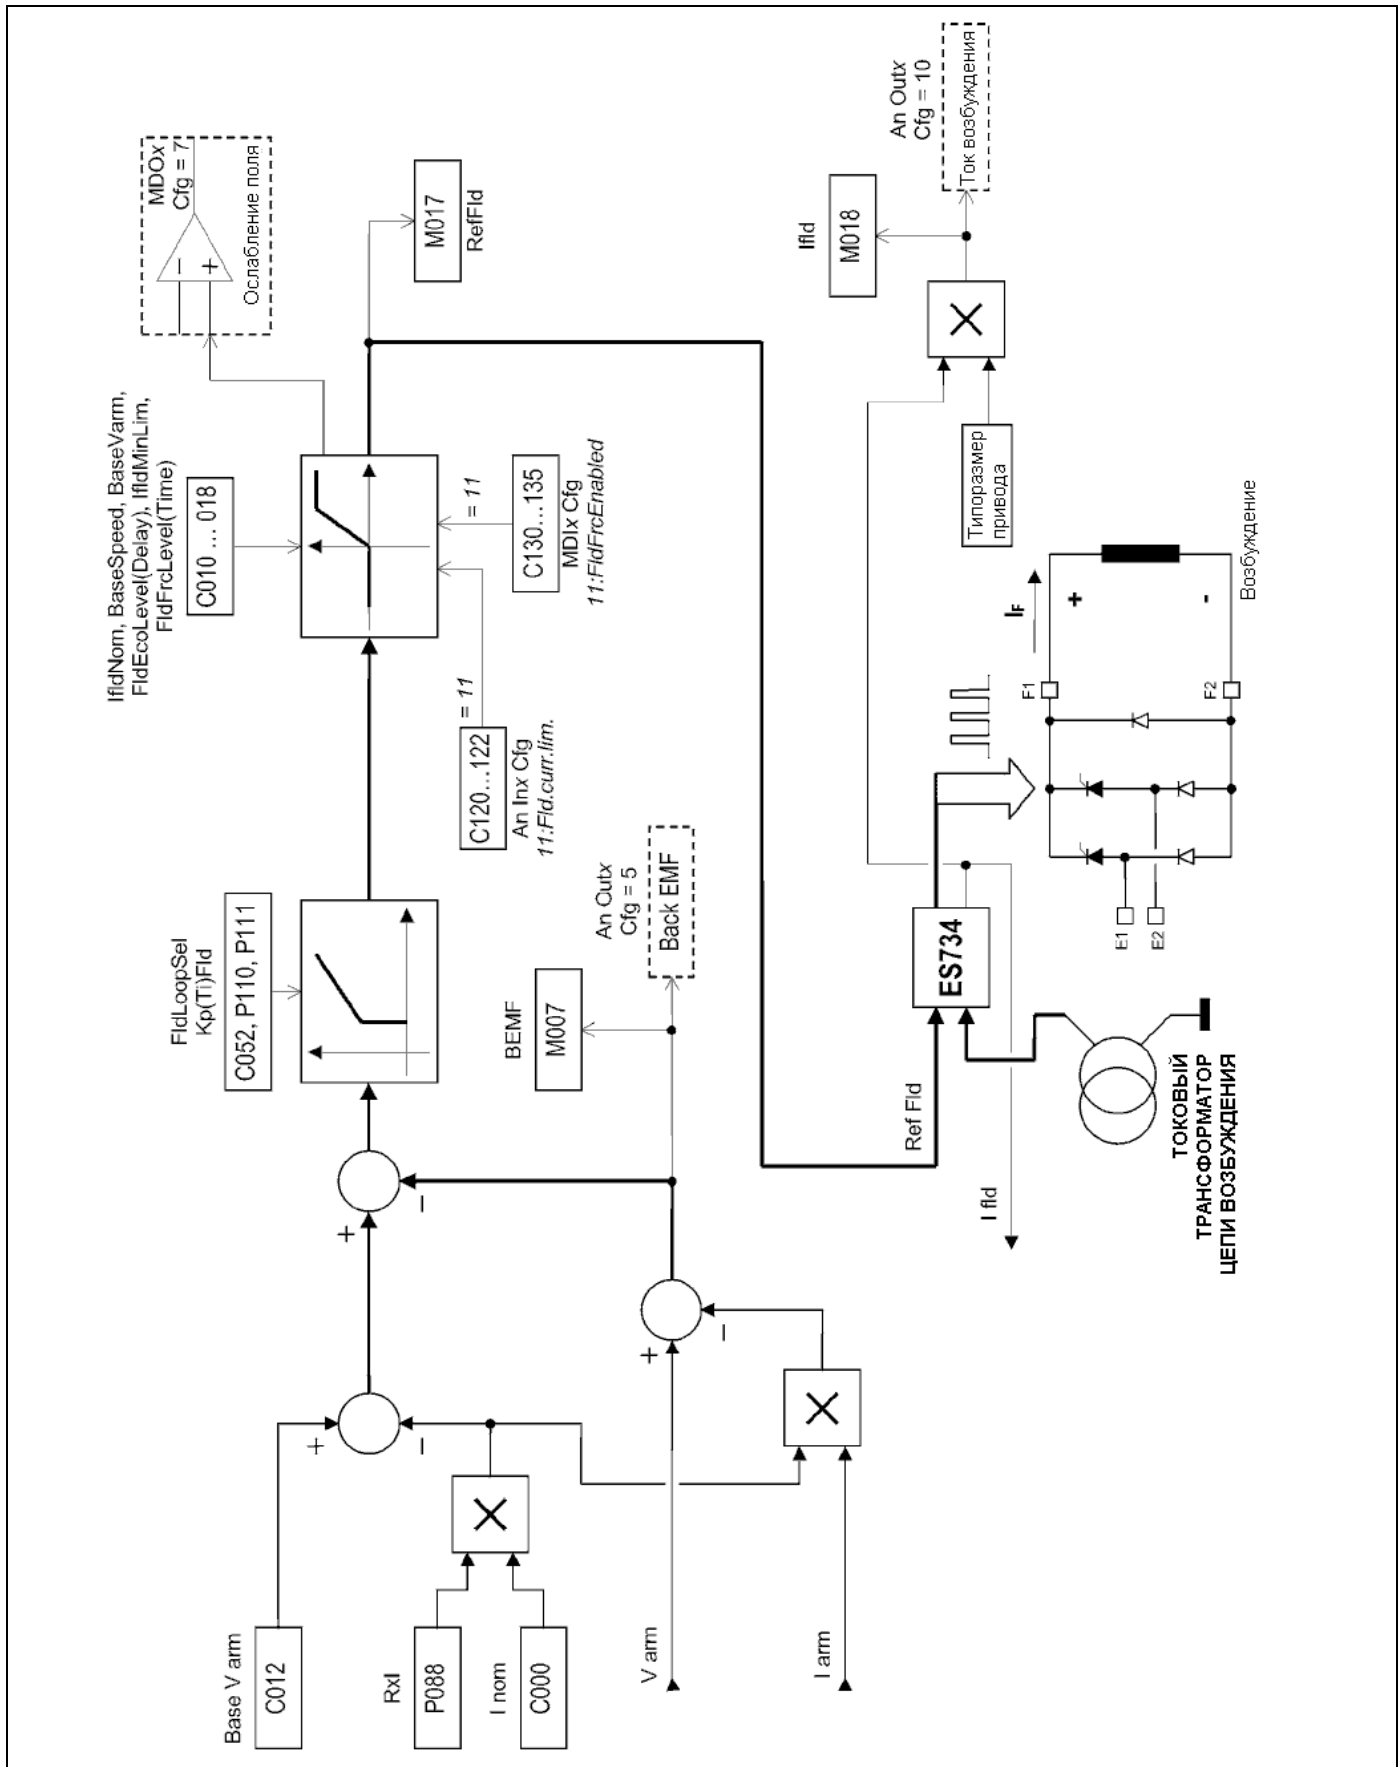 Base V arm
C012
RxI
P088
I nom
C000
V arm
I arm
+
−
+
−
+
−
FldLoopSel
Kp(Ti)Fld
C052, P110, P111
BEMF
M007
An Outx
Cfg = 5
Back EMF
IfldNom, BaseSpeed, BaseVarm,
FldEcoLevel(Delay), IfldMinLim,
FldFrcLevel(Time)
C010 ... 018
= 11
C120...122
An Inx Cfg
11:Fld.curr.lim.
= 11
C130...135
MDIx Cfg
11:FldFrcEnabled
MDOx
Cfg = 7
−
+
Ослабление поля
M017
RefFld
Ref Fld
I fld
ES734
ТОКОВЫЙ
ТРАНСФОРМАТОР
ЦЕПИ ВОЗБУЖДЕНИЯ
Типоразмер
привода
Ifld
M018
An Outx
Cfg = 10
Ток возбуждения
E1
E2
F1
F2
IF
+
-
Возбуждение